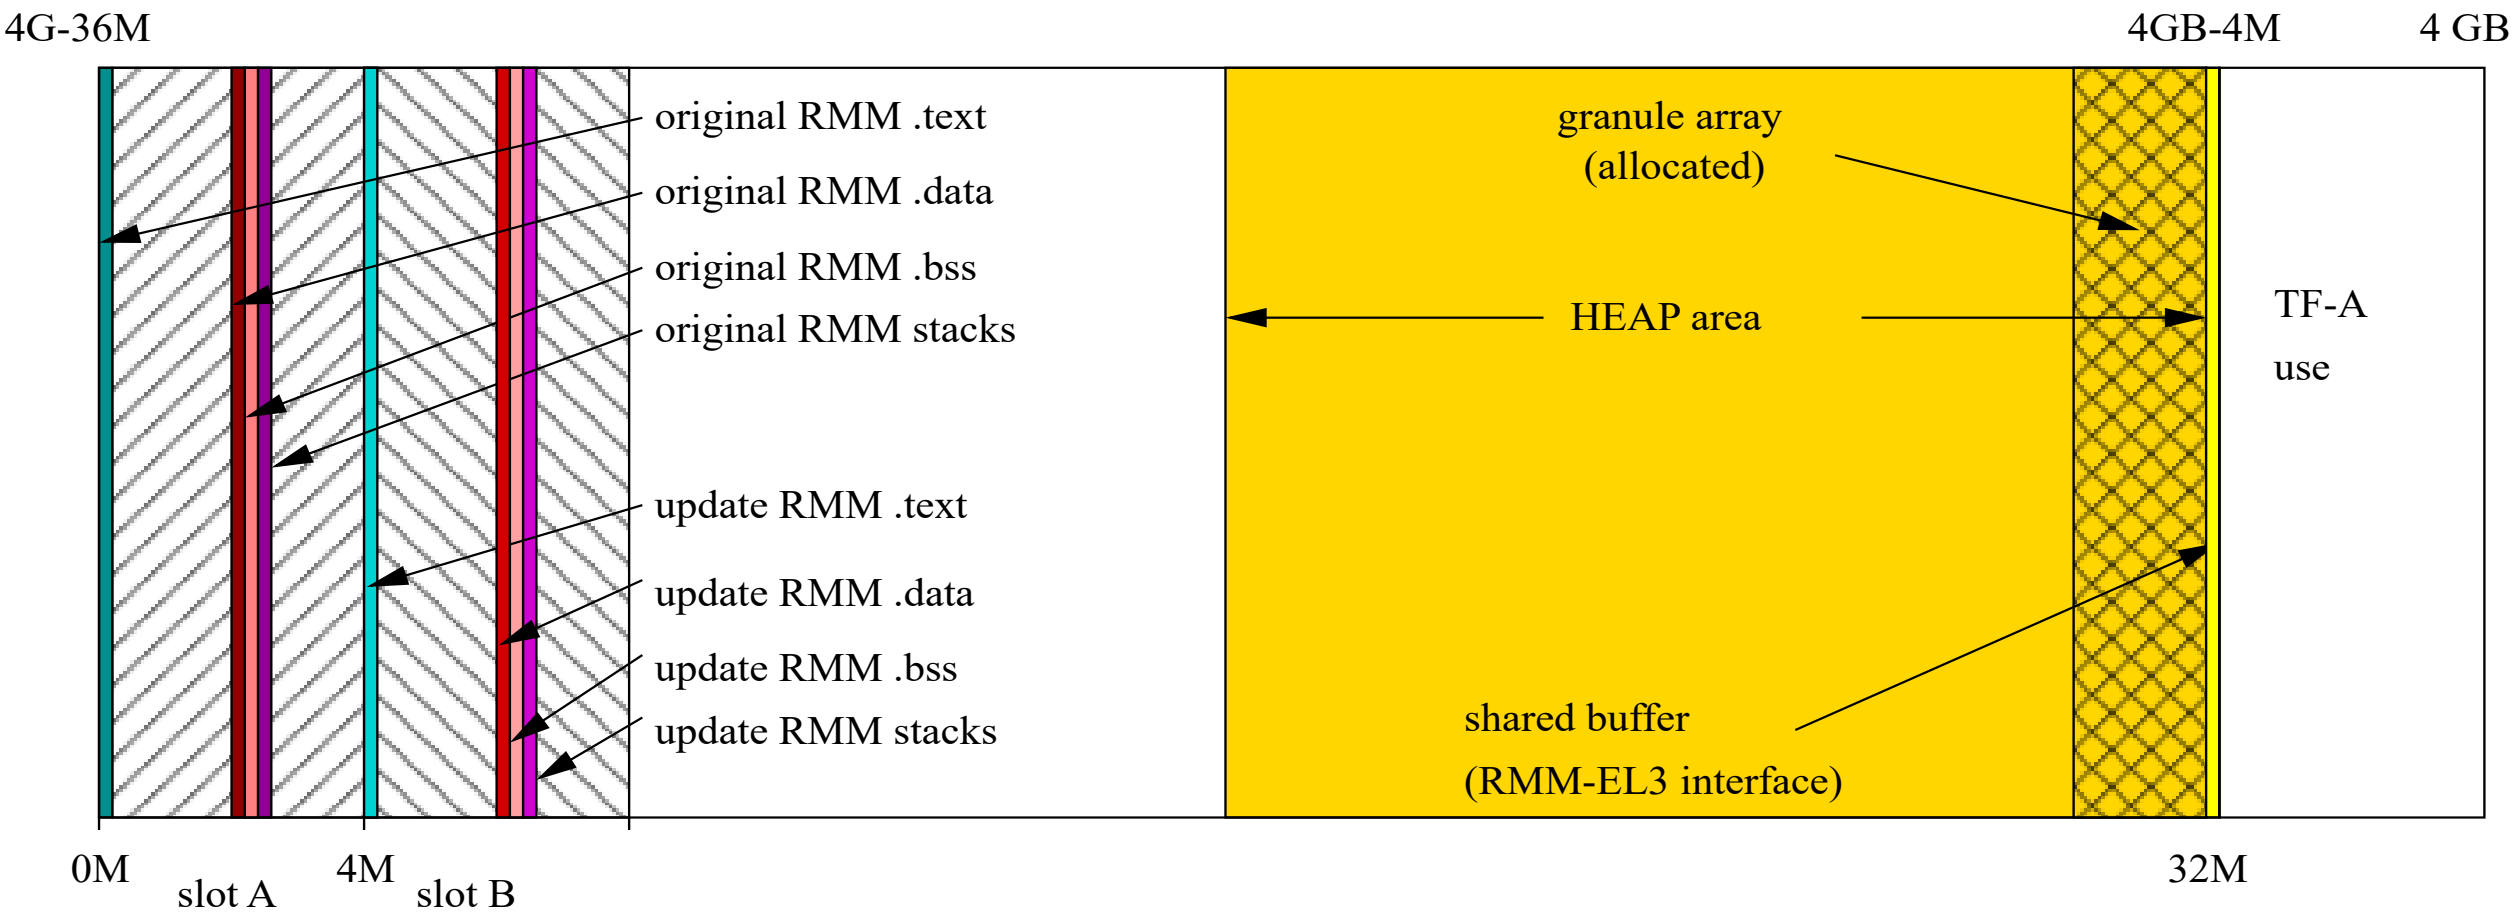 4G-36M
4GB-4M
4 GB
original RMM .text
original RMM .data
original RMM .bss
original RMM stacks
update RMM .text
update RMM .data
update RMM .bss
update RMM stacks
granule array
(allocated)
HEAP area
shared buffer
(RMM-EL3 interface)
TF-A
use
0M
4M
32M
slot A
slot B